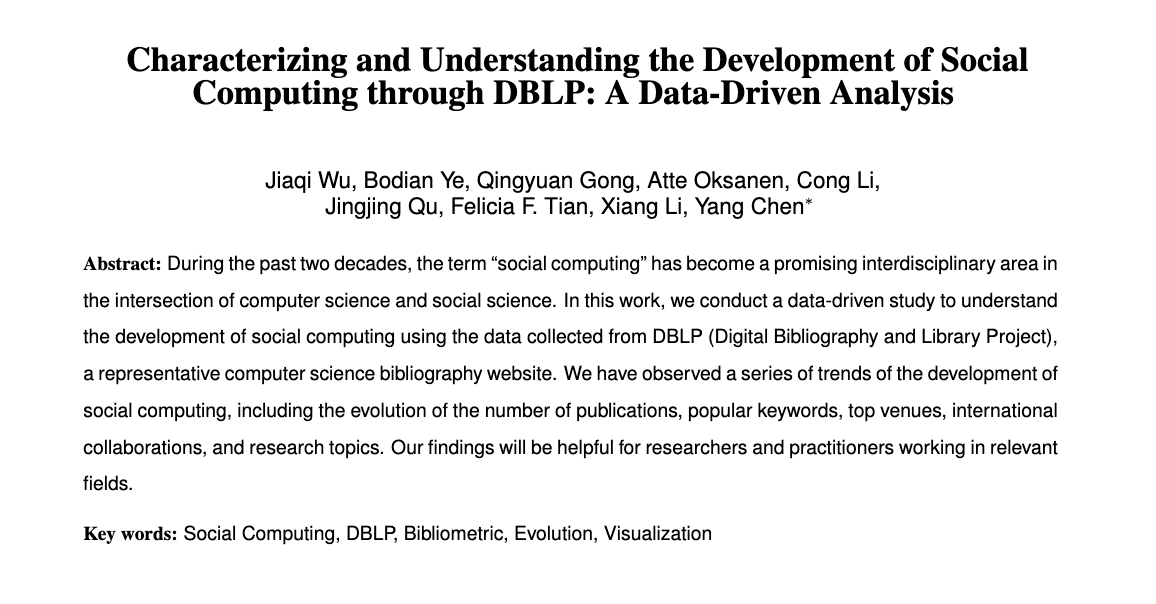 Characterizing and Understanding the Development of Social
Computing through DBLP: A Data-Driven Analysis
Jiaqi Wu, Bodian Ye, Qingyuan Gong, Atte Oksanen, Cong Li,
Jingjing Qu, Felicia F. Tian, Xiang Li, Yang Chen*
Abstract: During the past two decades, the term “social computing” has become a promising interdisciplinary area in
the intersection of computer science and social science. In this work, we conduct a data-driven study to understand
the development of social computing using the data collected from DBLP (Digital Bibliography and Library Project),
a representative computer science bibliography website. We have observed a series of trends of the development of
social computing, including the evolution of the number of publications, popular keywords, top venues, international
collaborations, and research topics. Our findings will be helpful for researchers and practitioners working in relevant
fields.
Key words: Social Computing, DBLP, Bibliometric, Evolution, Visualization